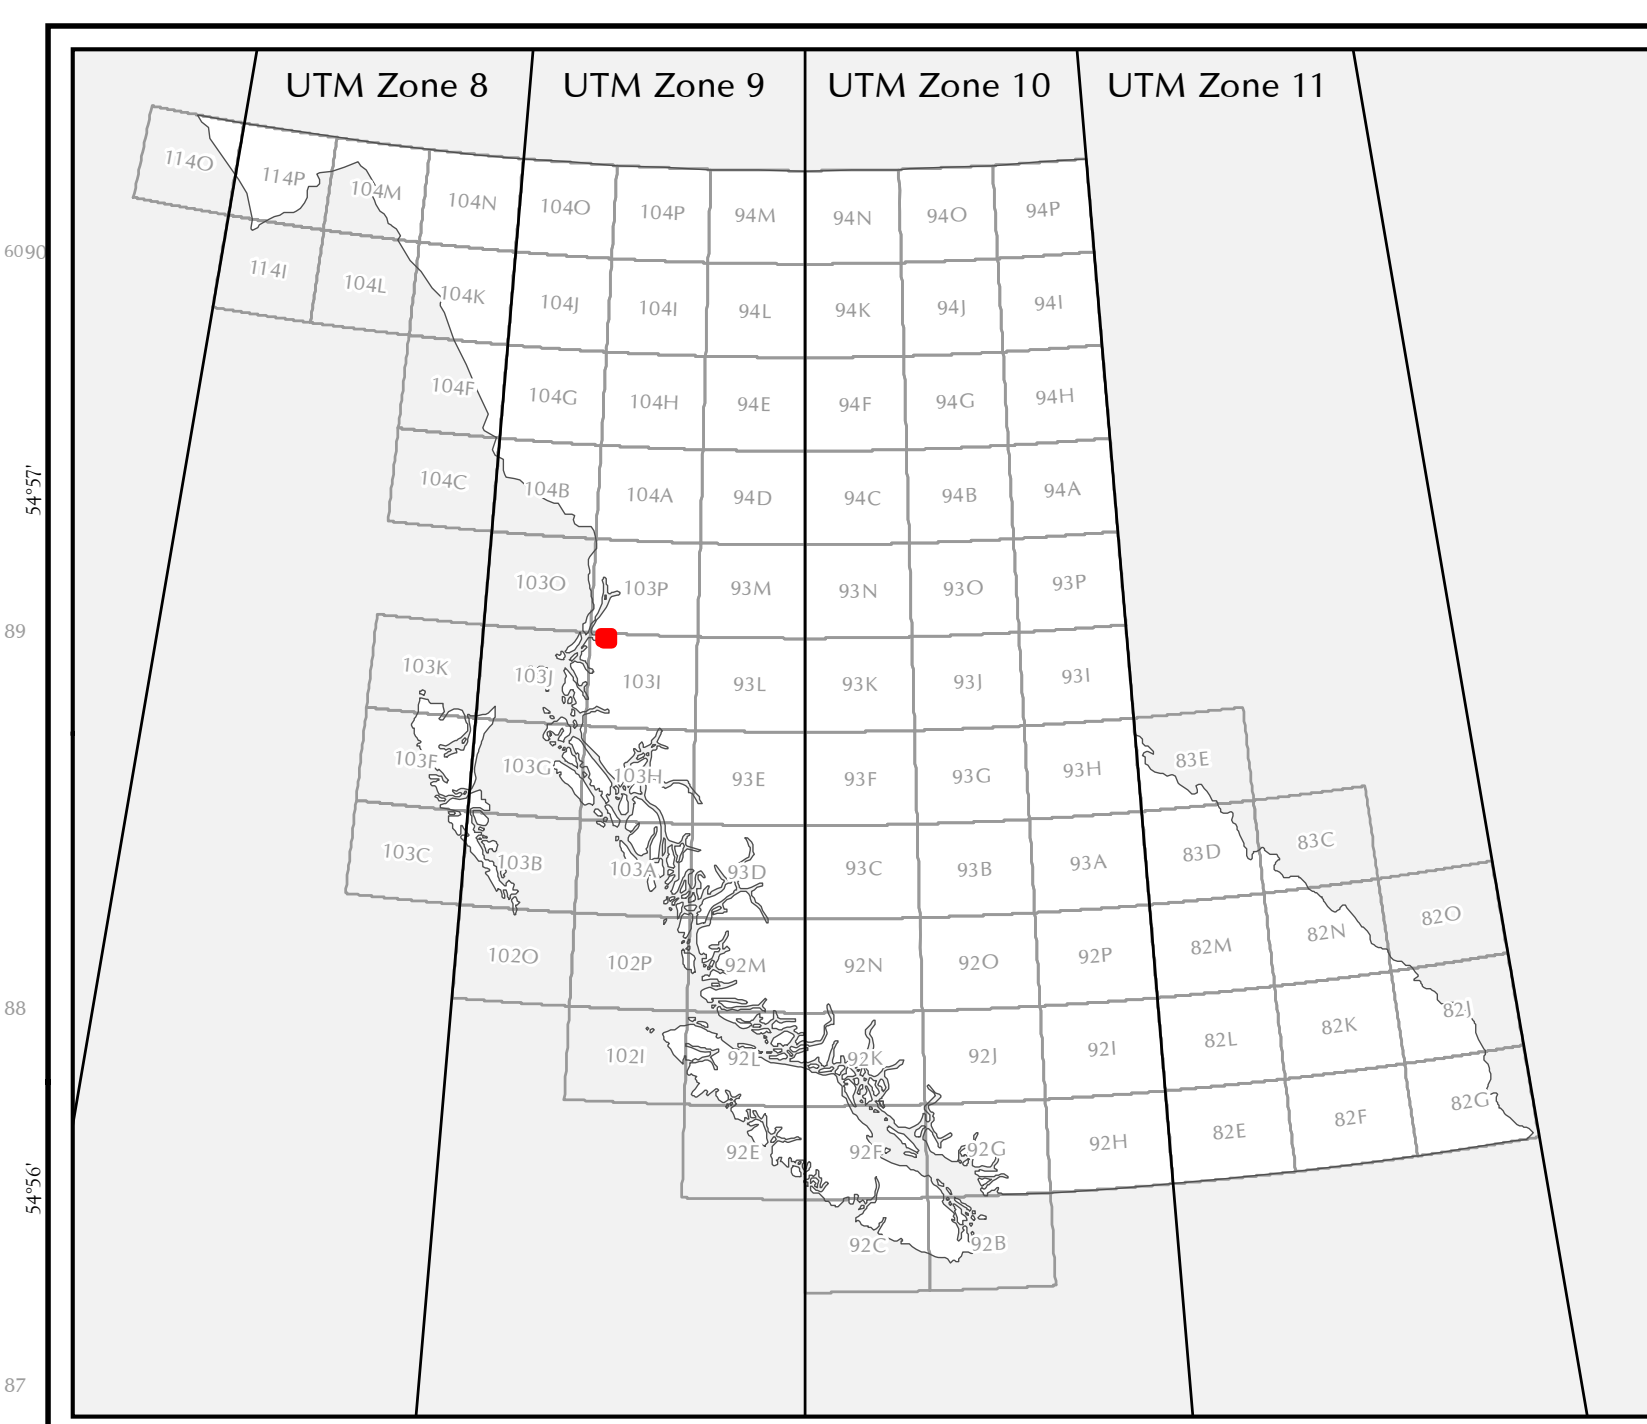 UTM Zone 8 UTM Zone 9 UTM Zone 10 UTM Zone 11
114O 114P 104M 104N 104O 104P 94M 94N 94O 94P
6090
114I 104L 104K 104J 104I 94L 94K 94J 94I
104F 104G 104H 94E 94F 94G 94H
54°57'
104C 104B 104A 94D 94C 94B 94A
103O 103P 93M 93N 93O 93P
89
103K 103J 103I 93L 93K 93J 93I
103F 103G 103H 93E 93F 93G 93H 83E
103C 103B 103A 93D 93C 93B 93A 83D 83C
102O 102P 92M 92N 92O 92P 82M 82N 82O
88
102I 92L 92K 92J 92I 82L 82K 82J
92E 92F 92G 92H 82E 82F 82G
54°56'
92C 92B
87